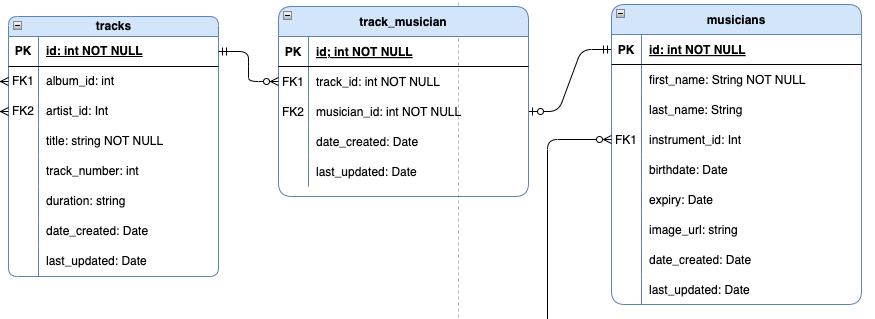 tracks
PK id: int NOT NULL
FK1 album_id: int
FK2 artist_id: Int
title: string NOT NULL
track_number: int
duration: string
date_created: Date
last_updated: Date
track_musician
PK id; int NOT NULL
FK1 track_id: int NOT NULL
FK2 musician_id: int NOT NULL
date_created: Date
last_updated: Date
musicians
PK id: int NOT NULL
first_name: String NOT NULL
last_name: String
FK1 instrument_id: Int
birthdate: Date
expiry: Date
image_url: string
date_created: Date
last_updated: Date